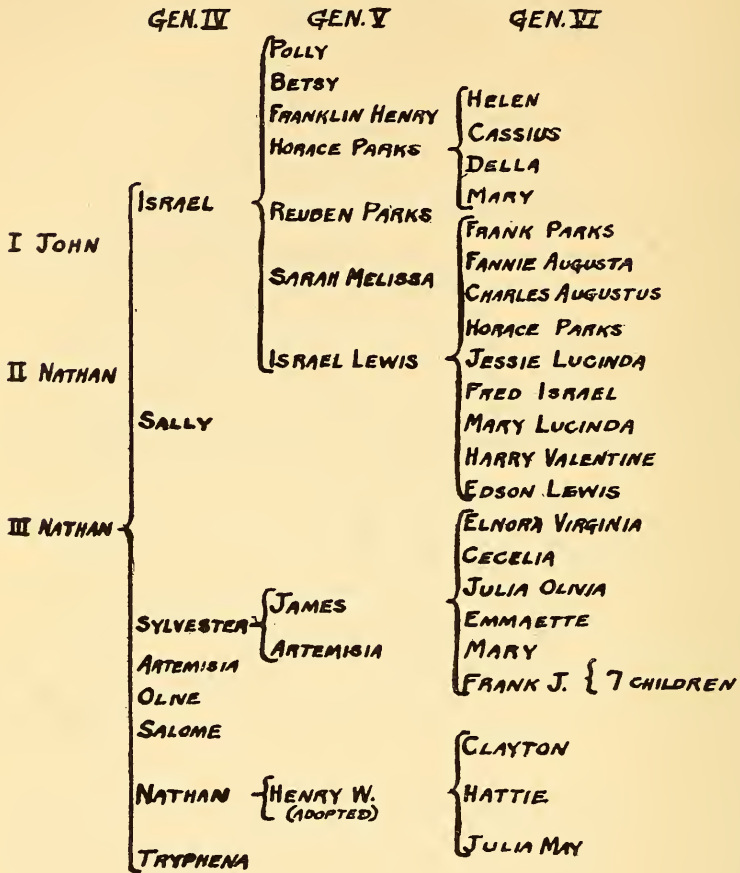 GEN. IV GEN. V GEN. VI
POLLY
BETSY
FRANKLIN HENRY
HORACE PARKS
HELEN
CASSIUS
DELLA
MARY
ISRAEL
REUBEN PARKS
I JOHN
SARAH MELISSA
FRANK PARKS
FANNIE AUGUSTA
CHARLES AUGUSTUS
HORACE PARKS
II NATHAN
ISRAEL LEWIS
JESSIE LUCINDA
FRED ISRAEL
SALLY
MARY LUCINDA
HARRY VALENTINE
EDSON LEWIS
III NATHAN
ELNORA VIRGINIA
CECELIA
JULIA OLIVIA
SYLVESTER
JAMES
EMMAETTE
ARTEMISIA
MARY
ARTEMISIA
FRANK J. { 7 CHILDREN
OLIVE
SALOME
CLAYTON
NATHAN
HENRY W.
(ADOPTED)
HATTIE
JULIA MAY
TRYPHENA